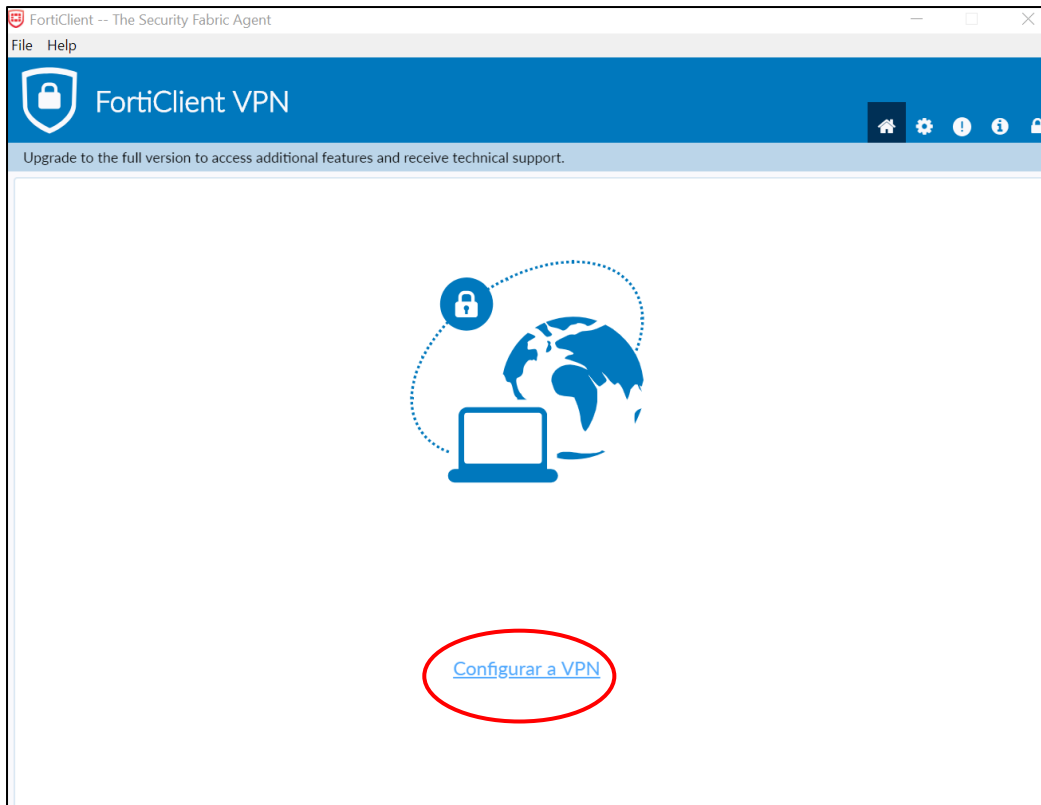 FortiClient -- The Security Fabric Agent
File Help
FortiClient VPN
Upgrade to the full version to access additional features and receive technical support.
Configurar a VPN